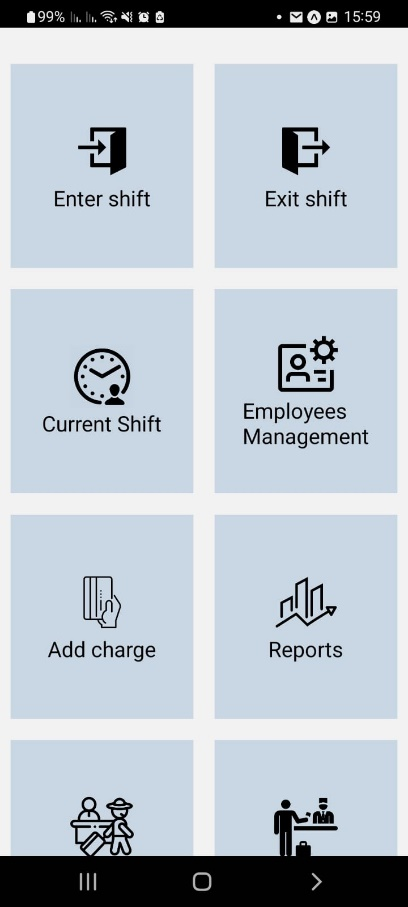 99% 15:59
Enter shift
Exit shift
Current Shift
Employees
Management
Add charge
Reports